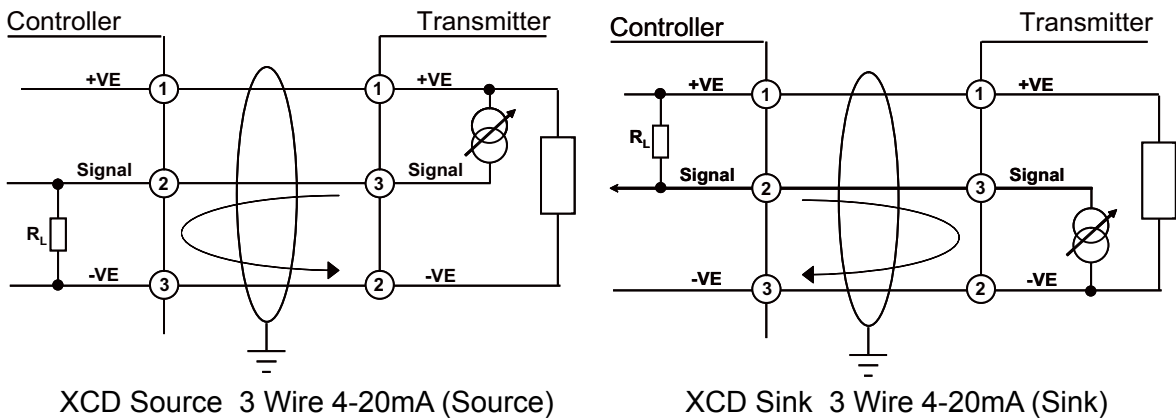 Controller
Transmitter
+VE
1
1
+VE
Signal
2
3
Signal
RL
-VE
3
2
-VE
XCD Source 3 Wire 4-20mA (Source)
Controller
Transmitter
+VE
1
1
+VE
RL
Signal
2
3
Signal
-VE
3
2
-VE
XCD Sink 3 Wire 4-20mA (Sink)